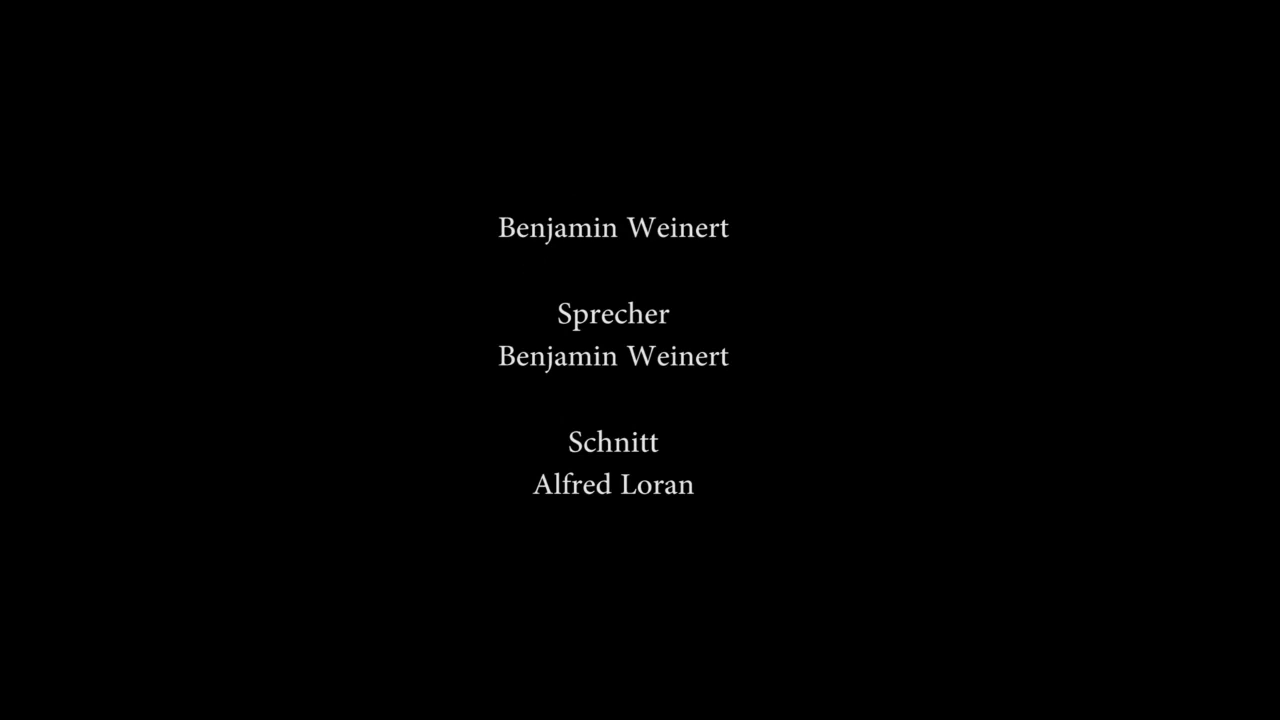 Benjamin Weinert
Sprecher
Benjamin Weinert
Schnitt
Alfred Loran